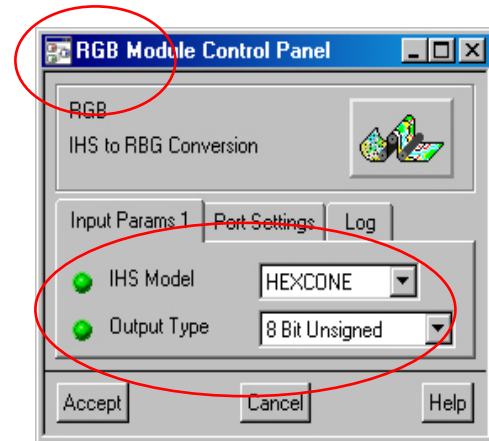 RGB Module Control Panel
RGB
IHS to RBG Conversion
Input Params 1 Port Settings Log
IHS Model HEXCONE
Output Type 8 Bit Unsigned
Accept Cancel Help